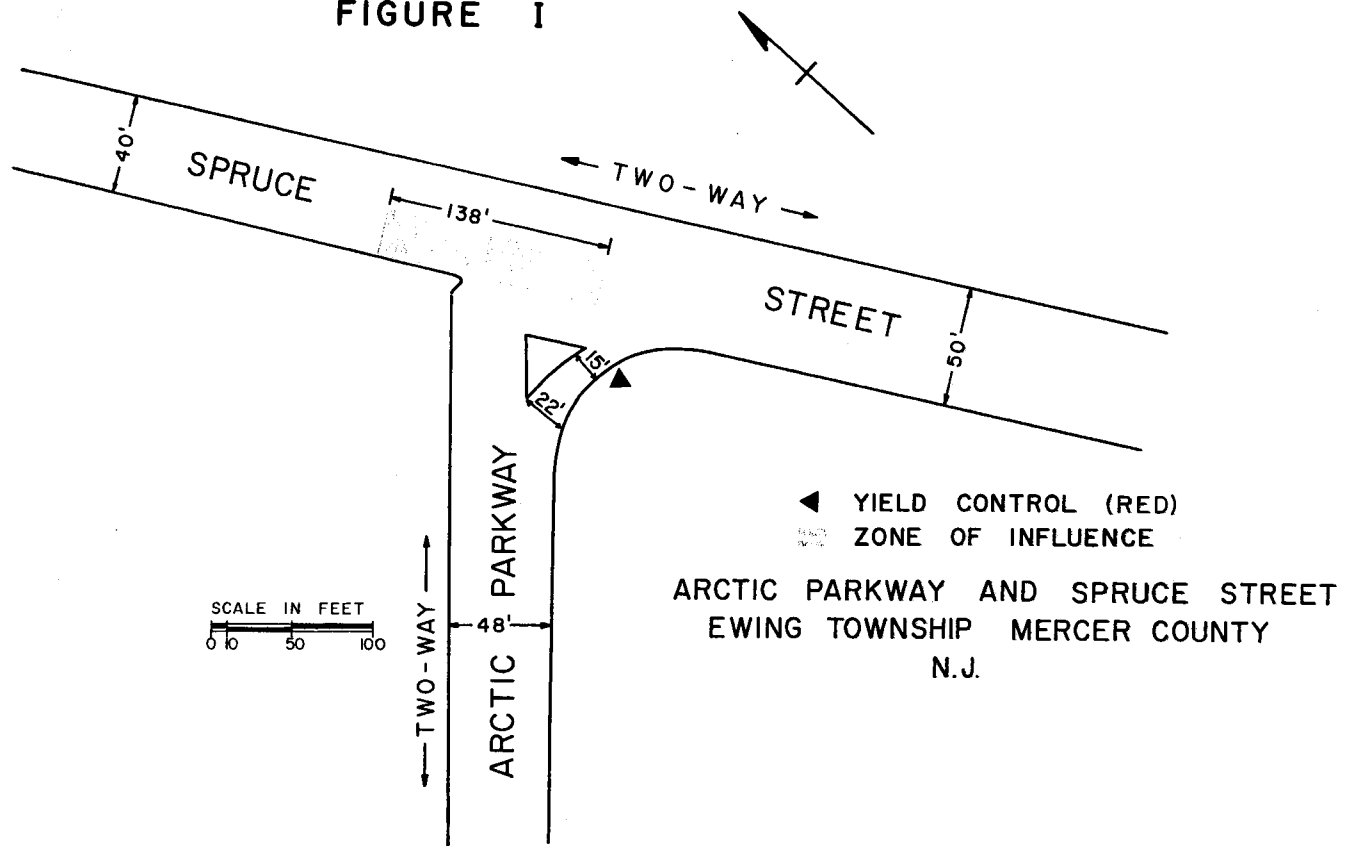 FIGURE I
40'
SPRUCE
138'
TWO-WAY
STREET
50'
15'
22'
ARCTIC PARKWAY
TWO-WAY
48'
SCALE IN FEET
0 10 50 100
YIELD CONTROL (RED)
ZONE OF INFLUENCE
ARCTIC PARKWAY AND SPRUCE STREET
EWING TOWNSHIP MERCER COUNTY
N.J.